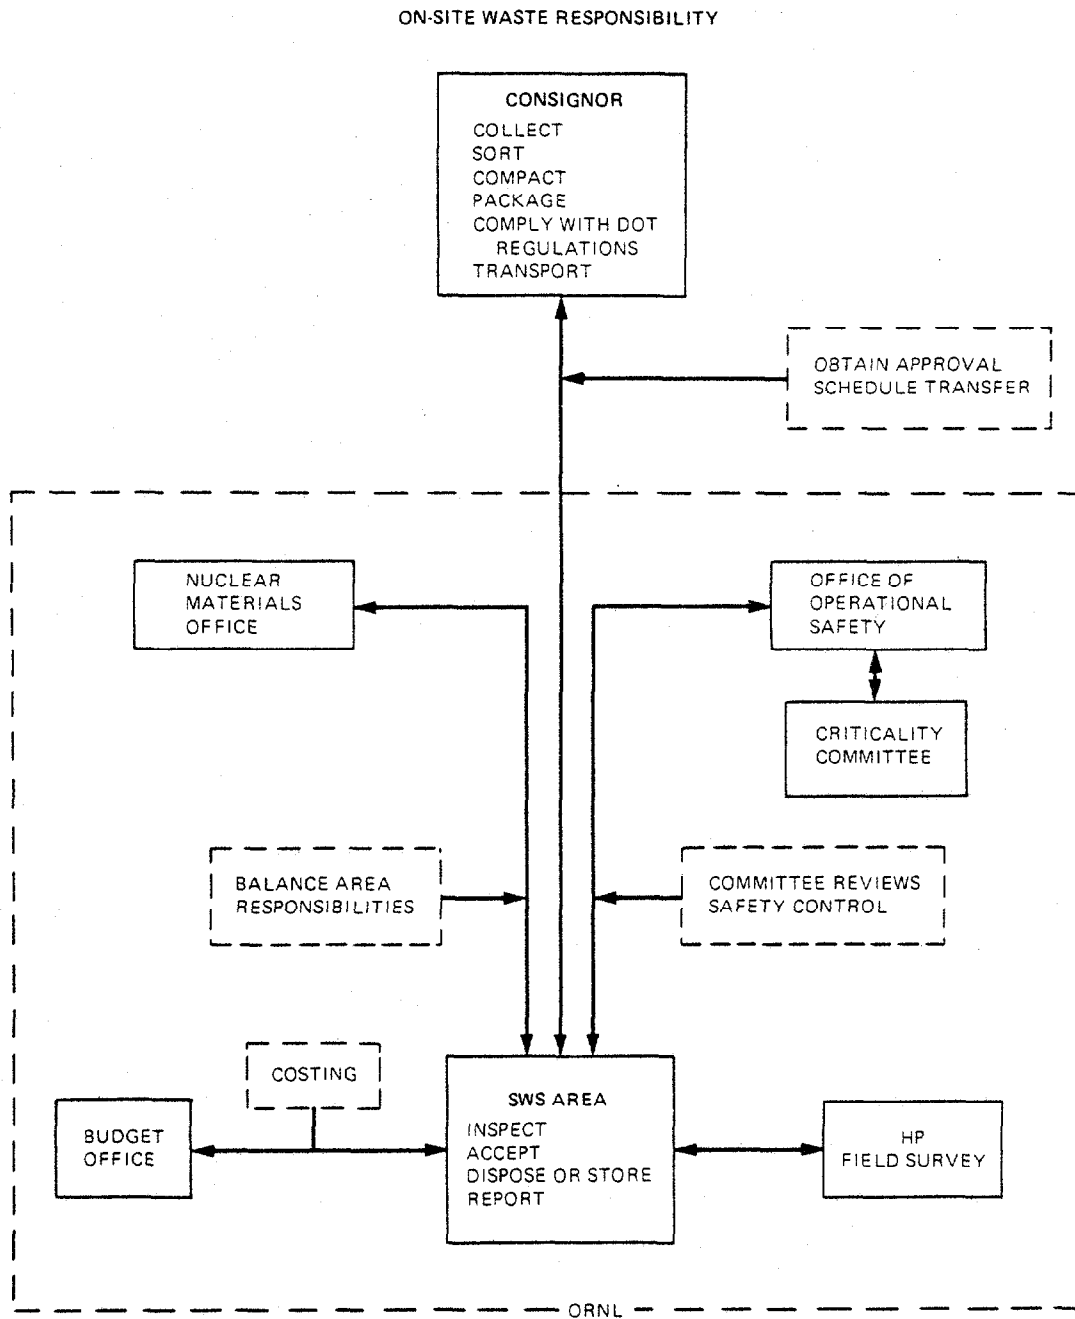 ON-SITE WASTE RESPONSIBILITY
CONSIGNOR
COLLECT
SORT
COMPACT
PACKAGE
COMPLY WITH DOT
REGULATIONS
TRANSPORT
OBTAIN APPROVAL
SCHEDULE TRANSFER
NUCLEAR
MATERIALS
OFFICE
OFFICE OF
OPERATIONAL
SAFETY
CRITICALITY
COMMITTEE
BALANCE AREA
RESPONSIBILITIES
COMMITTEE REVIEWS
SAFETY CONTROL
COSTING
BUDGET
OFFICE
SWS AREA
INSPECT
ACCEPT
DISPOSE OR STORE
REPORT
HP
FIELD SURVEY
ORNL